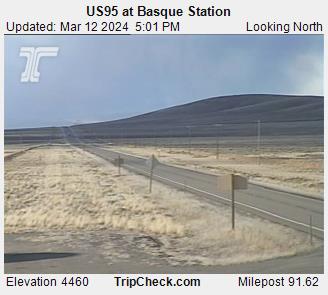 US95 at Basque Station
Updated: Mar 12 2024 5:01 PM Looking North
Elevation 4460 TripCheck.com Milepost 91.62